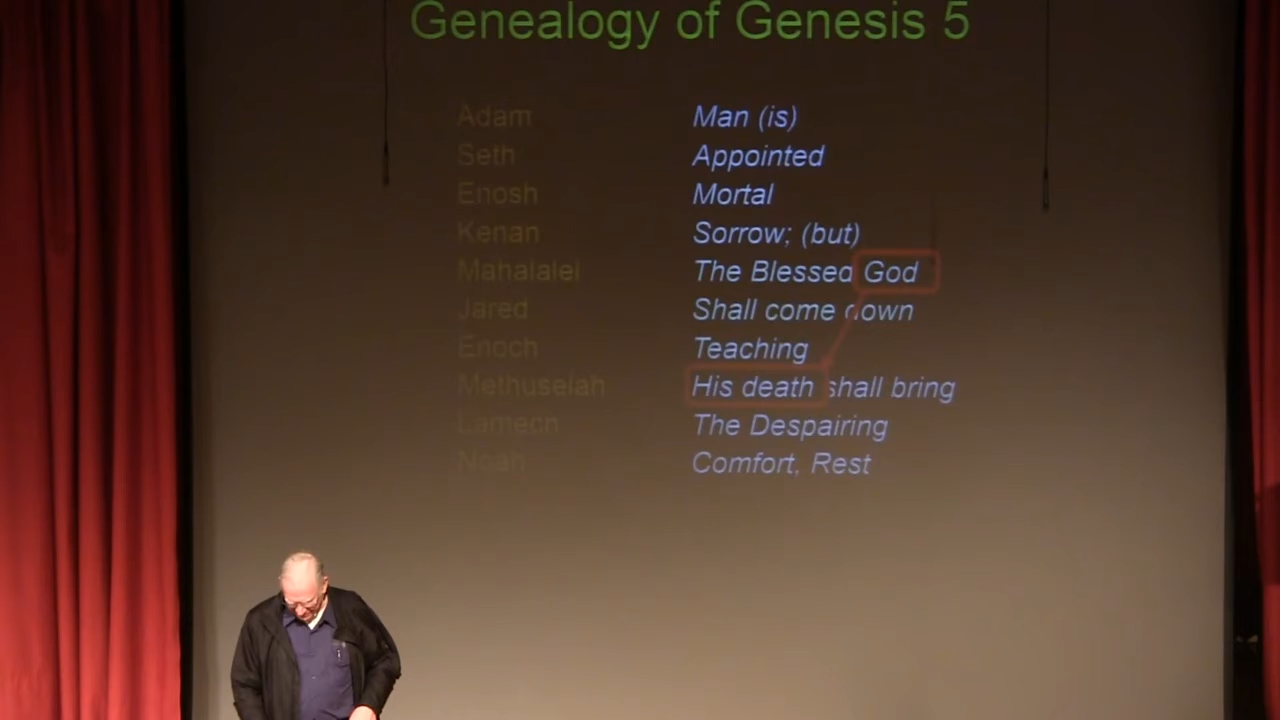 Genealogy of Genesis 5
Adam Man (is)
Seth Appointed
Enosh Mortal
Kenan Sorrow; (but)
Mahalalel The Blessed God
Jared Shall come down
Enoch Teaching
Methuselah His death shall bring
Lamech The Despairing
Noah Comfort, Rest